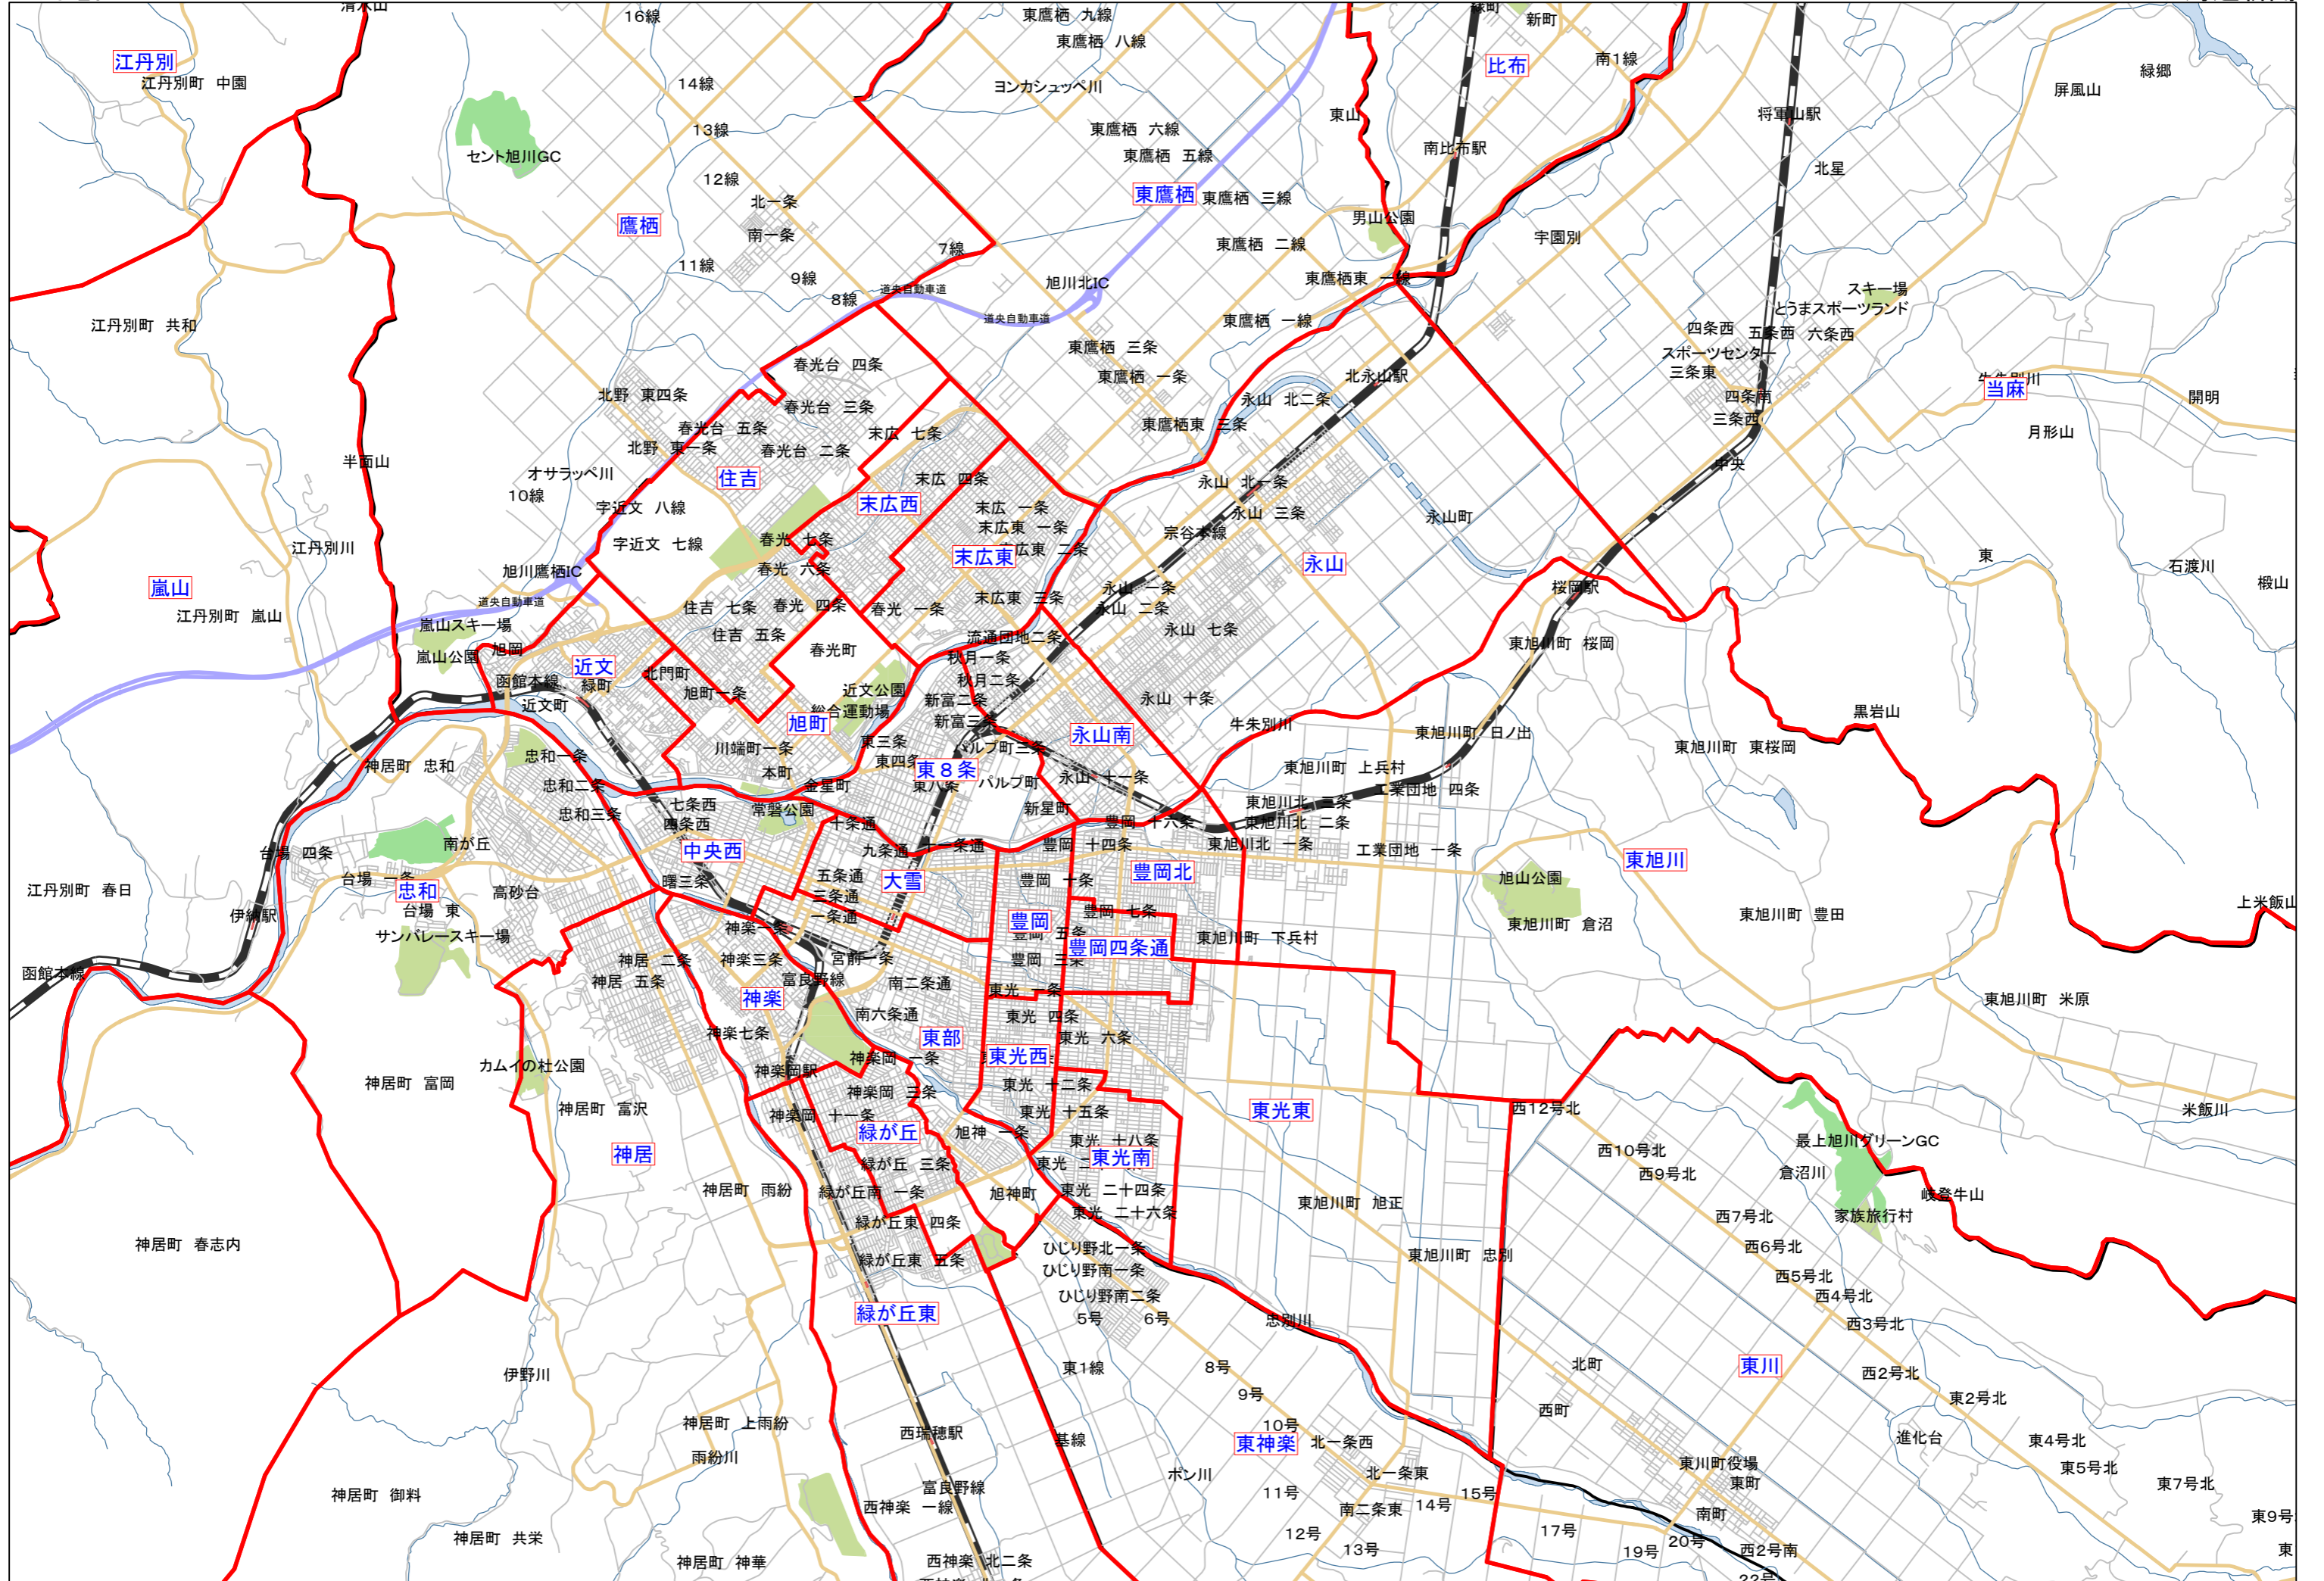 清水山
16線
東鷹栖 九線
緑町
新町
江丹別
東鷹栖 八線
比布
南1線
緑郷
江丹別町 中園
14線
ヨンカシュッペ川
屏風山
東山
将軍山駅
13線
東鷹栖 六線
セント旭川GC
東鷹栖 五線
南比布駅
北星
12線
北一条
東鷹栖
東鷹栖 三線
鷹栖
男山公園
南一条
7線
東鷹栖 二線
字園別
11線
9線
旭川北IC
東鷹栖東 一線
道央自動車道
スキー場
8線
とうまスポーツランド
江丹別町 共和
道央自動車道
東鷹栖 一線
四条西
五条西
六条西
東鷹栖 三条
スポーツセンター
春光台 四条
三条東
東鷹栖 一条
北永山駅
当麻
北野 東四条
永山 北二条
四条南
開明
春光台 三条
三条西
東鷹栖東 三条
春光台 五条
末広 七条
月形山
北野 東一条
春光台 二条
半面山
中央
オサラッペ川
住吉
末広 四条
永山 北一条
10線
末広西
字近文 八線
末広 一条
永山 三条
永山町
末広東 一条
宗谷本線
字近文 七線
春光 七条
江丹別川
末広東
永山
東
旭川鷹栖IC
春光 六条
石渡川
嵐山
永山 一条
桜岡駅
椴山
道央自動車道
住吉 七条
春光 四条
春光 一条
末広東 三条
永山 二条
江丹別町 嵐山
嵐山スキー場
住吉 五条
流通団地二条
永山 七条
東旭川町 桜岡
嵐山公園
旭岡
春光町
秋月一条
近文
北門町
秋月二条
函館本線
緑町
旭町一条
近文公園
新富二条
永山 十条
近文町
総合運動場
黒岩山
旭町
新富三条
牛朱別川
永山南
東旭川町 日ノ出
川端町一条
東三条
パルプ町三条
東旭川町 東桜岡
神居町 忠和
忠和一条
東四条
本町
東8条
永山 十一条
東旭川町 上兵村
忠和二条
金星町
パルプ町
工業団地 四条
七条西
常磐公園
新星町
東旭川北 三条
忠和三条
四条西
十条通
豊岡 十六条
東旭川北 二条
南が丘
台場 四条
中央西
九条通
十一条通
豊岡 十四条
東旭川北 一条
工業団地 一条
東旭川
台場 一条
曙三条
五条通
大雪
豊岡 十条
豊岡北
旭山公園
江丹別町 春日
忠和
高砂台
三条通
伊納駅
台場 東
一条通
豊岡
豊岡 七条
東旭川町 豊田
上米飯山
サンバレースキー場
神楽一条
豊岡 五条
東旭川町 下兵村
東旭川町 倉沼
豊岡四条通
神居 二条
神楽三条
宮前一条
豊岡 三条
函館本線
神居 五条
富良野線
南二条通
東光 一条
神楽
東旭川町 米原
南六条通
東光 四条
神楽七条
東部
東光 六条
東光西
神楽岡 一条
カムイの杜公園
神楽岡駅
神居町 富岡
神楽岡 三条
東光 十二条
神居町 富沢
神楽岡 十一条
東光 十五条
東光東
西12号北
米飯川
緑が丘
旭神 一条
東光 十八条
最上旭川グリーンGC
神居
西10号北
緑が丘 三条
東光南
西9号北
倉沼川
神居町 雨紛
緑が丘南 一条
旭神町
東光 二十四条
岐登牛山
東旭川町 旭正
東光 二十六条
西7号北
家族旅行村
緑が丘東 四条
神居町 春志内
ひじり野北一条
西6号北
緑が丘東 五条
東旭川町 忠別
ひじり野南一条
西5号北
ひじり野南二条
西4号北
緑が丘東
5号
6号
忠別川
西3号北
伊野川
東1線
8号
北町
東川
西2号北
9号
東2号北
西町
神居町 上雨紛
10号
西瑞穂駅
基線
東神楽
北一条西
進化台
東4号北
雨紛川
ポン川
北一条東
東川町役場
東5号北
東町
東7号北
神居町 御料
富良野線
11号
15号
西神楽 一線
14号
南二条東
南町
東9号
神居町 共栄
12号
17号
20号
13号
19号
西2号南
東
神居町 神華
西神楽 北二条
22号